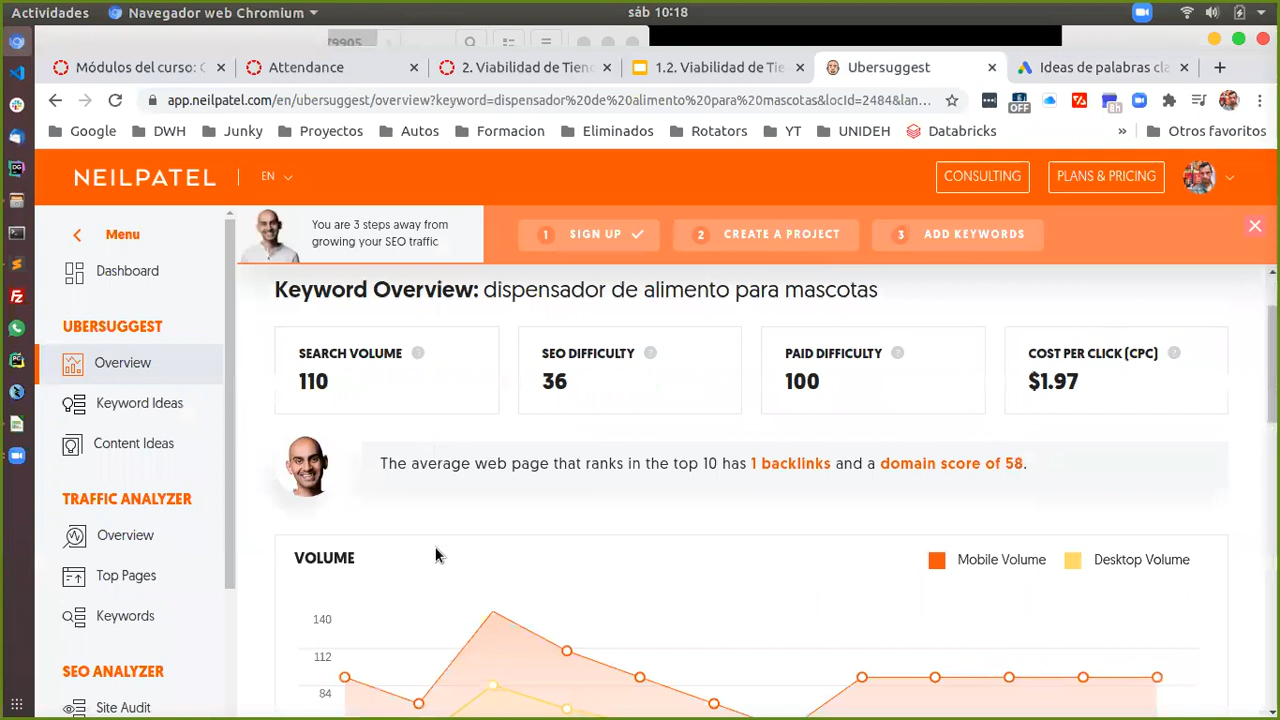 Actividades
Navegador web Chromium
sáb 10:18
79905
Módulos del curso: C
Attendance
2. Viabilidad de Tien
1.2. Viabilidad de Tie
Ubersuggest
Ideas de palabras cla
app.neilpatel.com/en/ubersuggest/overview?keyword=dispensador%20de%20alimento%20para%20mascotas&locId=2484&lan...
OFF
8h
Google
DWH
Junky
Proyectos
Autos
Formacion
Eliminados
Rotators
YT
UNIDEH
Databricks
»
Otros favoritos
NEILPATEL
EN
CONSULTING
PLANS & PRICING
Menu
You are 3 steps away from
growing your SEO traffic
1 SIGN UP
2 CREATE A PROJECT
3 ADD KEYWORDS
Dashboard
UBERSUGGEST
Overview
Keyword Ideas
Content Ideas
TRAFFIC ANALYZER
Overview
Top Pages
Keywords
SEO ANALYZER
Site Audit
Keyword Overview: dispensador de alimento para mascotas
SEARCH VOLUME ?
110
SEO DIFFICULTY ?
36
PAID DIFFICULTY ?
100
COST PER CLICK (CPC) ?
$1.97
The average web page that ranks in the top 10 has 1 backlinks and a domain score of 58.
VOLUME
Mobile Volume
Desktop Volume
140
112
84